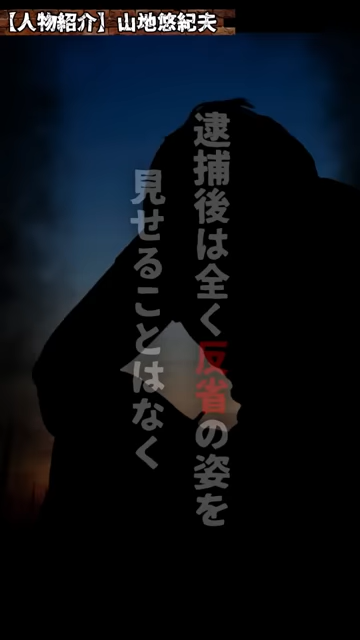 【人物紹介】山地悠紀夫
逮捕後は全く反省の姿を
見せることはなく